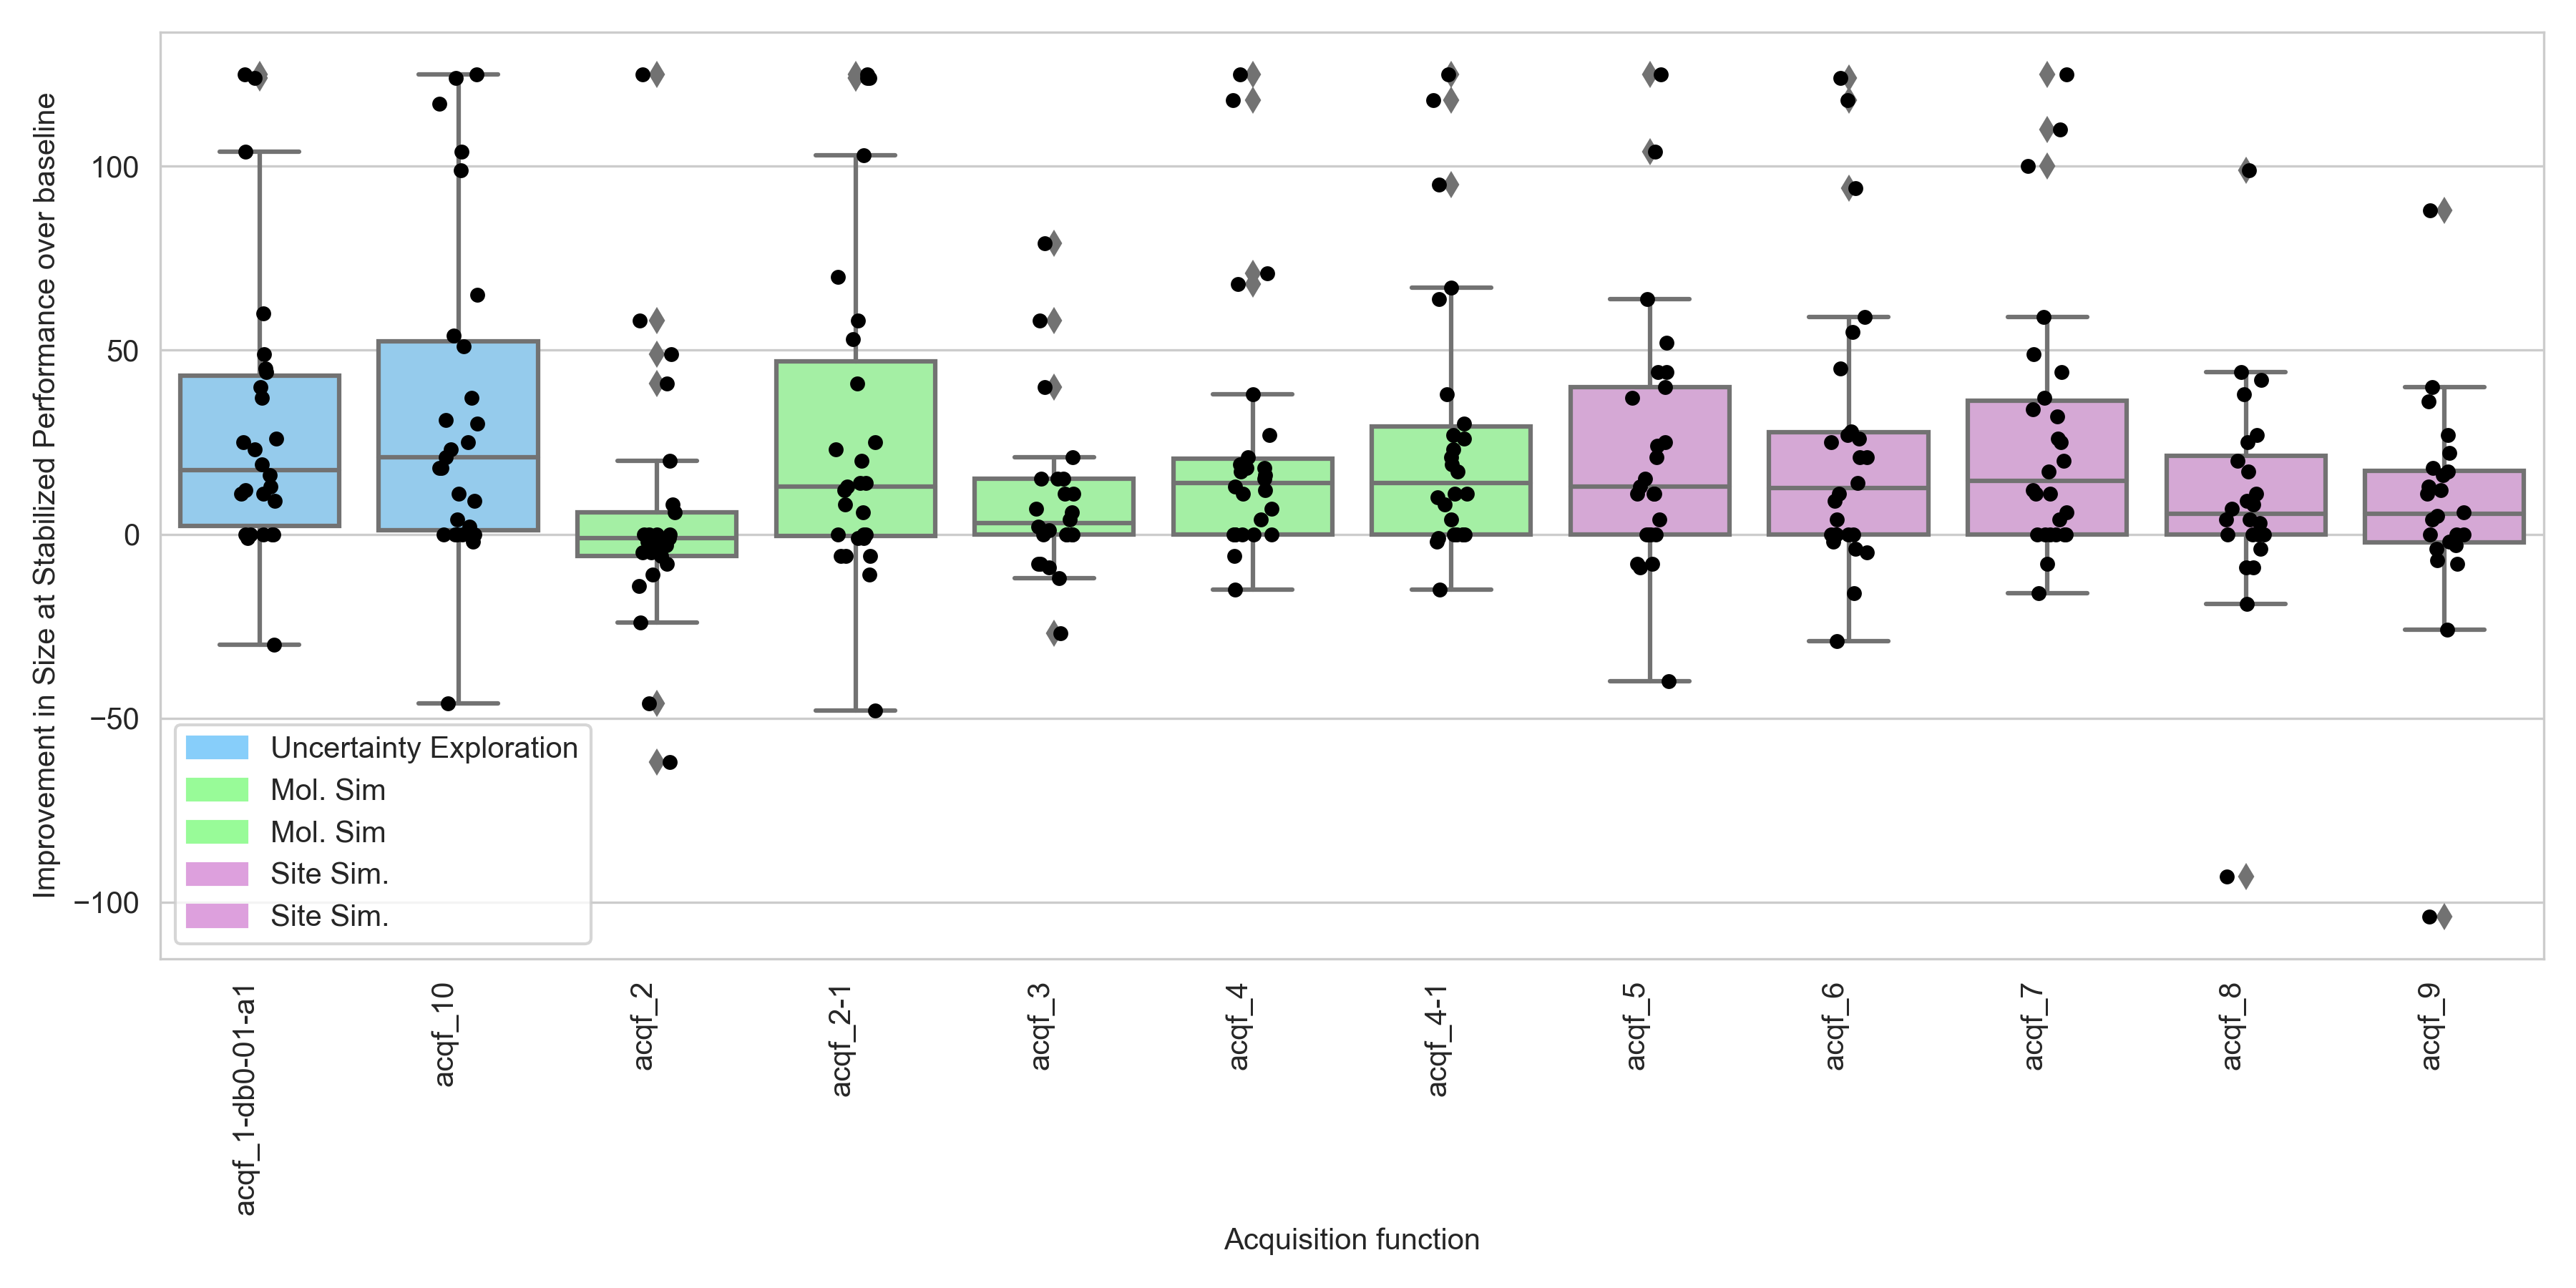 Improvement in Size at Stabilized Performance over baseline
100
50
0
−50
−100
Uncertainty Exploration
Mol. Sim
Mol. Sim
Site Sim.
Site Sim.
acqf_1-db0-01-a1
acqf_10
acqf_2
acqf_2-1
acqf_3
acqf_4
acqf_4-1
acqf_5
acqf_6
acqf_7
acqf_8
acqf_9
Acquisition function